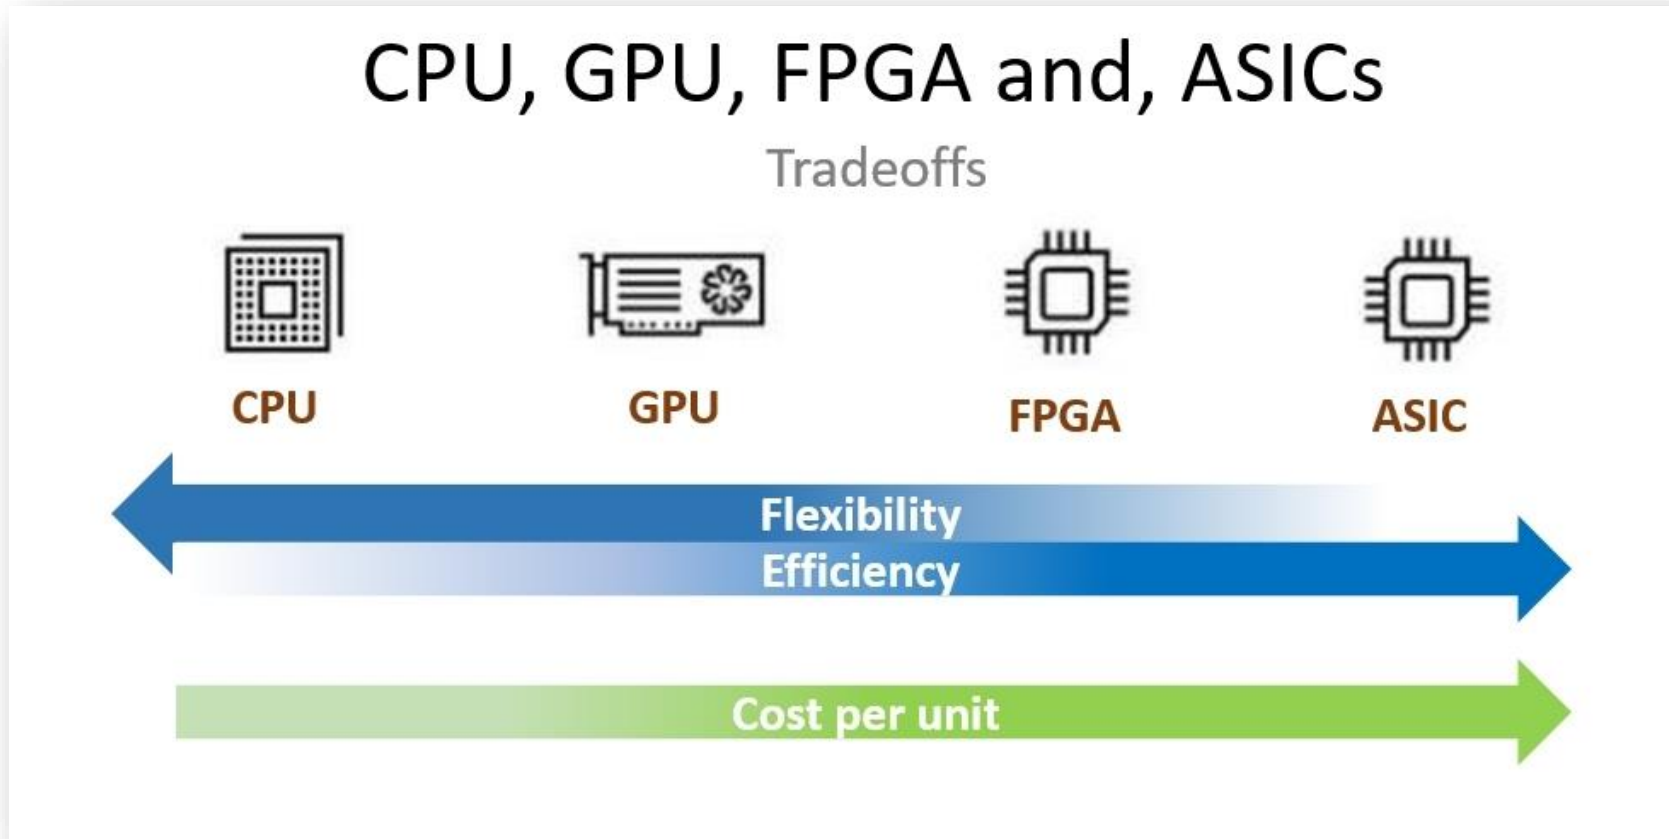 CPU, GPU, FPGA and, ASICs
Tradeoffs
CPU
GPU
FPGA
ASIC
Flexibility
Efficiency
Cost per unit